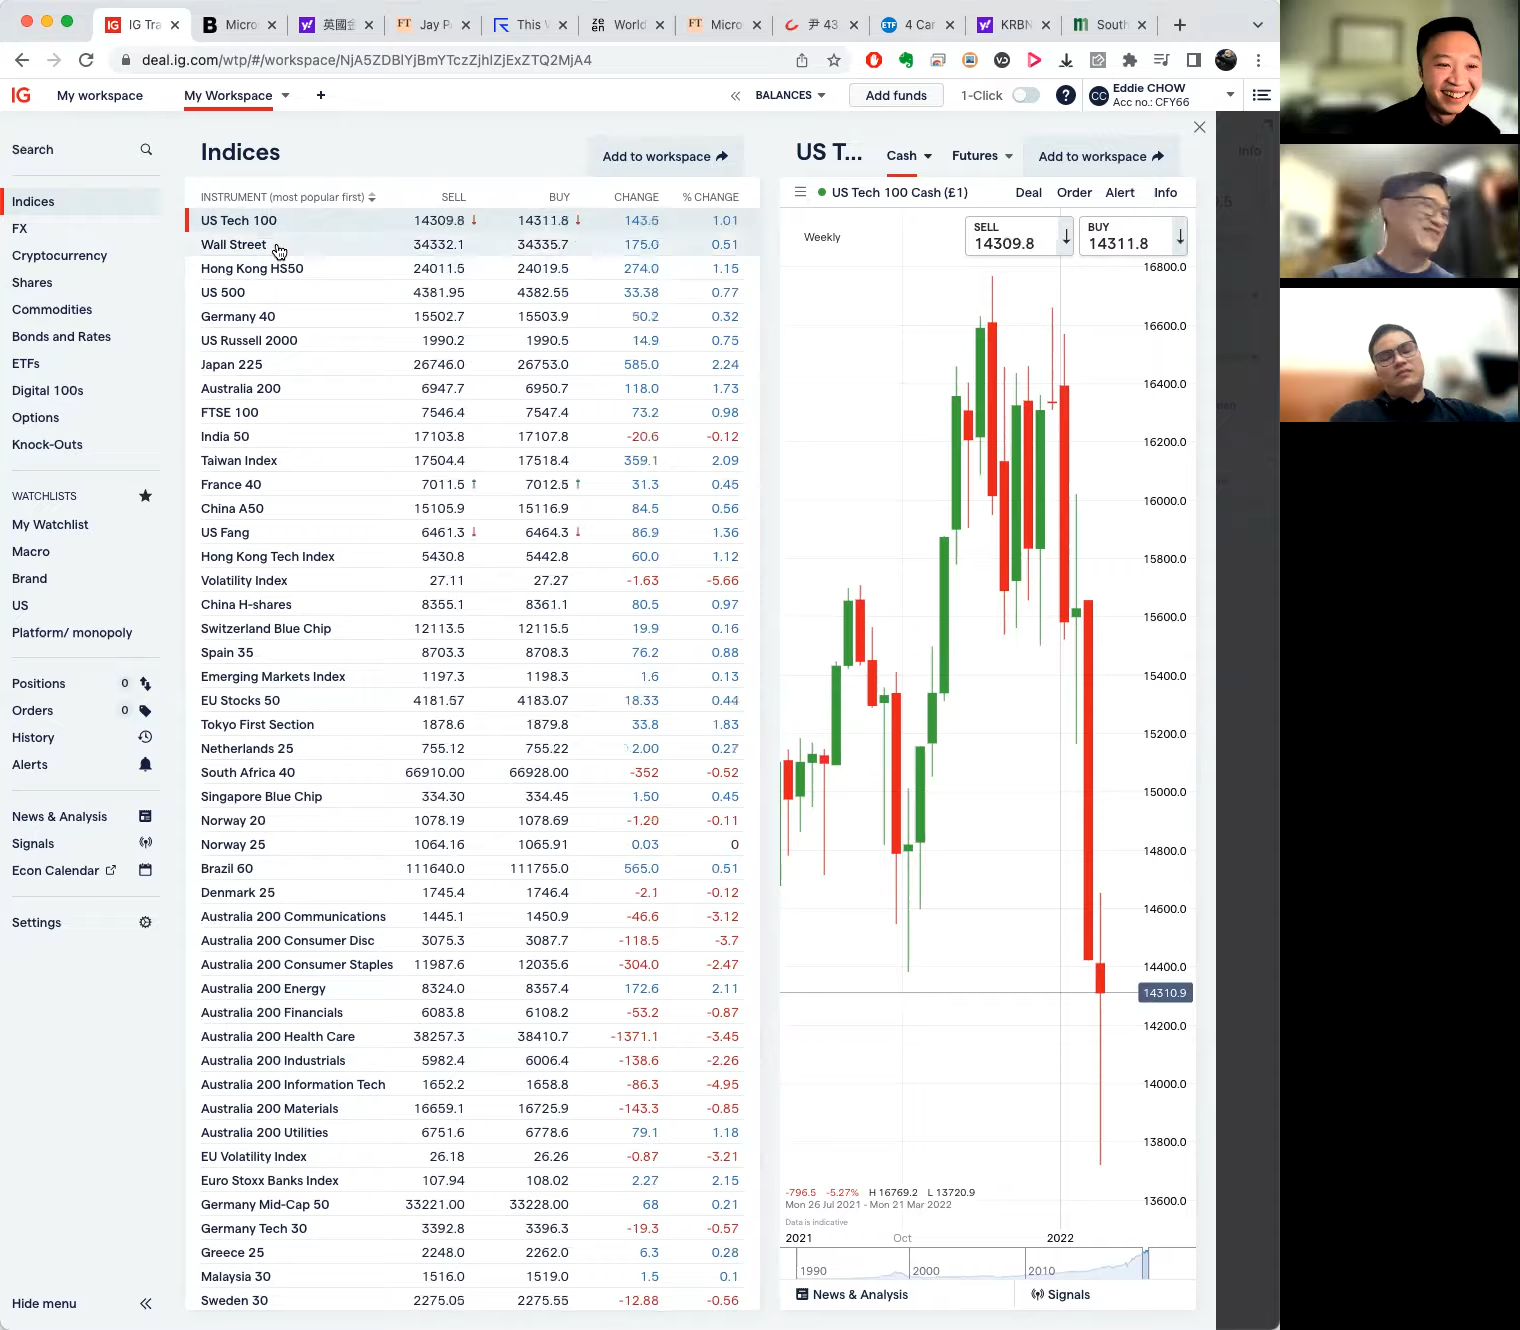 IG Tra
Micro
英國金
Jay P
This V
World
Micro
尹 43
4 Car
KRBN
South
deal.ig.com/wtp/#/workspace/NjA5ZDBlYjBmYTczZjhlZjExZTQ2MjA4
IG My workspace My Workspace + BALANCES Add funds 1-Click ? CC Eddie CHOW
Acc no.: CFY66
Search
Indices
FX
Cryptocurrency
Shares
Commodities
Bonds and Rates
ETFs
Digital 100s
Options
Knock-Outs
WATCHLISTS
My Watchlist
Macro
Brand
US
Platform/ monopoly
Positions 0
Orders 0
History
Alerts
News & Analysis
Signals
Econ Calendar
Settings
Hide menu
Indices Add to workspace
INSTRUMENT (most popular first) SELL BUY CHANGE % CHANGE
US Tech 100 14309.8 14311.8 143.5 1.01
Wall Street 34332.1 34335.7 175.0 0.51
Hong Kong HS50 24011.5 24019.5 274.0 1.15
US 500 4381.95 4382.55 33.38 0.77
Germany 40 15502.7 15503.9 50.2 0.32
US Russell 2000 1990.2 1990.5 14.9 0.75
Japan 225 26746.0 26753.0 585.0 2.24
Australia 200 6947.7 6950.7 118.0 1.73
FTSE 100 7546.4 7547.4 73.2 0.98
India 50 17103.8 17107.8 -20.6 -0.12
Taiwan Index 17504.4 17518.4 359.1 2.09
France 40 7011.5 7012.5 31.3 0.45
China A50 15105.9 15116.9 84.5 0.56
US Fang 6461.3 6464.3 86.9 1.36
Hong Kong Tech Index 5430.8 5442.8 60.0 1.12
Volatility Index 27.11 27.27 -1.63 -5.66
China H-shares 8355.1 8361.1 80.5 0.97
Switzerland Blue Chip 12113.5 12115.5 19.9 0.16
Spain 35 8703.3 8708.3 76.2 0.88
Emerging Markets Index 1197.3 1198.3 1.6 0.13
EU Stocks 50 4181.57 4183.07 18.33 0.44
Tokyo First Section 1878.6 1879.8 33.8 1.83
Netherlands 25 755.12 755.22 2.00 0.27
South Africa 40 66910.00 66928.00 -352 -0.52
Singapore Blue Chip 334.30 334.45 1.50 0.45
Norway 20 1078.19 1078.69 -1.20 -0.11
Norway 25 1064.16 1065.91 0.03 0
Brazil 60 111640.0 111755.0 565.0 0.51
Denmark 25 1745.4 1746.4 -2.1 -0.12
Australia 200 Communications 1445.1 1450.9 -46.6 -3.12
Australia 200 Consumer Disc 3075.3 3087.7 -118.5 -3.7
Australia 200 Consumer Staples 11987.6 12035.6 -304.0 -2.47
Australia 200 Energy 8324.0 8357.4 172.6 2.11
Australia 200 Financials 6083.8 6108.2 -53.2 -0.87
Australia 200 Health Care 38257.3 38410.7 -1371.1 -3.45
Australia 200 Industrials 5982.4 6006.4 -138.6 -2.26
Australia 200 Information Tech 1652.2 1658.8 -86.3 -4.95
Australia 200 Materials 16659.1 16725.9 -143.3 -0.85
Australia 200 Utilities 6751.6 6778.6 79.1 1.18
EU Volatility Index 26.18 26.26 -0.87 -3.21
Euro Stoxx Banks Index 107.94 108.02 2.27 2.15
Germany Mid-Cap 50 33221.00 33228.00 68 0.21
Germany Tech 30 3392.8 3396.3 -19.3 -0.57
Greece 25 2248.0 2262.0 6.3 0.28
Malaysia 30 1516.0 1519.0 1.5 0.1
Sweden 30 2275.05 2275.55 -12.88 -0.56
US T... Cash Futures Add to workspace
US Tech 100 Cash (£1) Deal Order Alert Info
Weekly
SELL
14309.8
BUY
14311.8
16800.0
16600.0
16400.0
16200.0
16000.0
15800.0
15600.0
15400.0
15200.0
15000.0
14800.0
14600.0
14400.0
14310.9
14200.0
14000.0
13800.0
13600.0
-796.5 -5.27% H 16769.2 L 13720.9
Mon 26 Jul 2021 - Mon 21 Mar 2022
Data is indicative
2021 Oct 2022
1990 2000 2010
News & Analysis Signals
Info